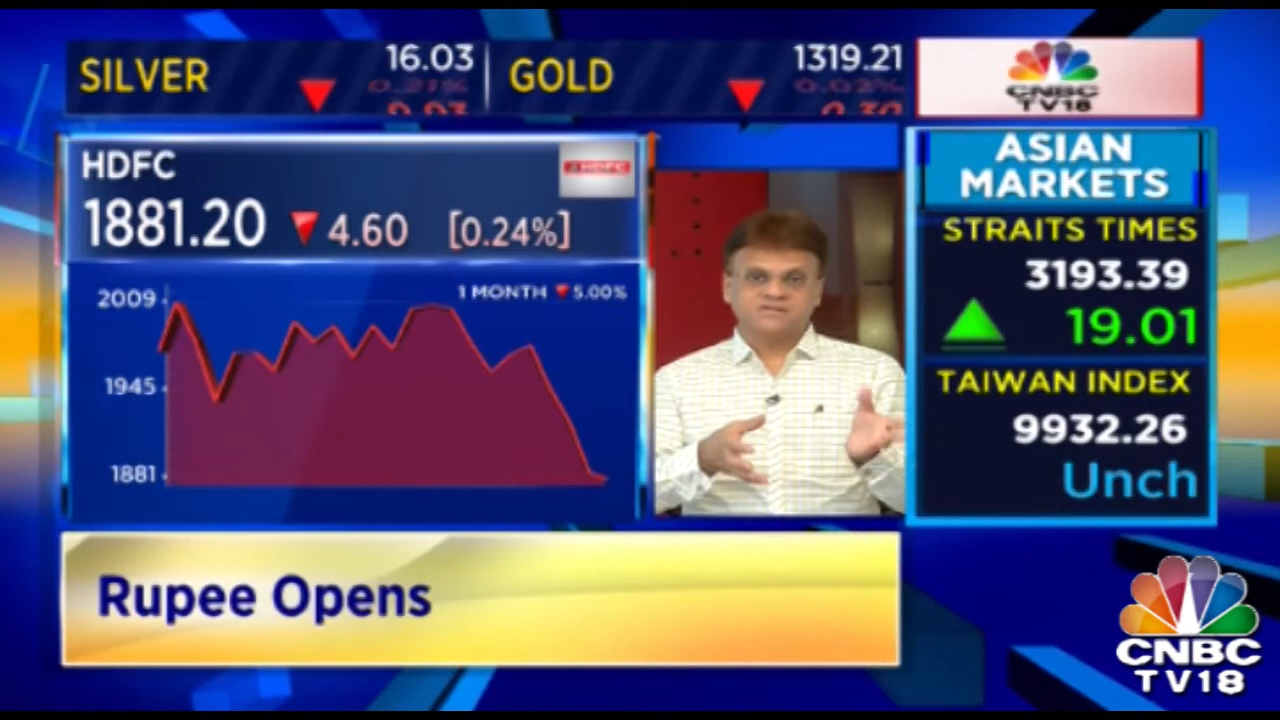 SILVER
16.03
GOLD
1319.21
CNBC
TV18
HDFC
HDFC
1881.20 4.60 [0.24%]
1 MONTH 5.00%
2009
1945
1881
ASIAN
MARKETS
STRAITS TIMES
3193.39
19.01
TAIWAN INDEX
9932.26
Unch
Rupee Opens
CNBC
TV18